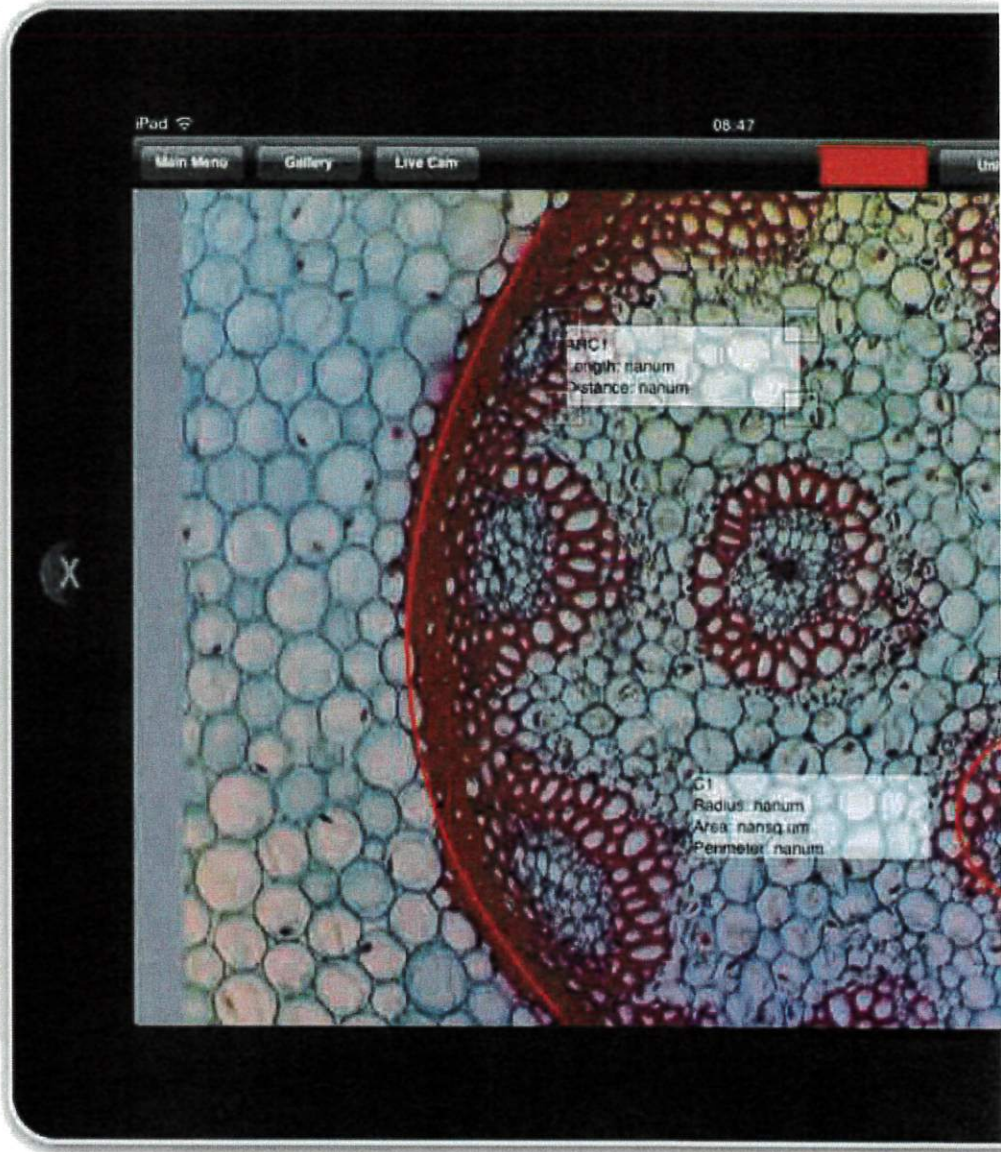 iPod
08:47
Main Menu
Gallery
Live Cam
ARC1
Length: nanum
Distance: nanum
C1
Radius: nanum
Area: nansq.um
Perimeter: nanum
X